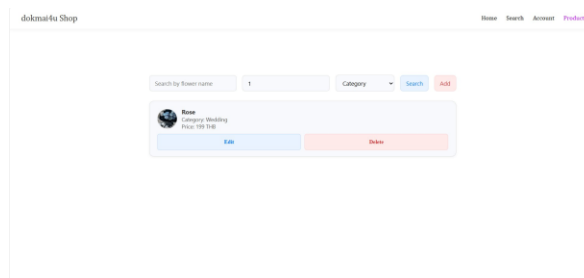 dokmai4u Shop
Home Search Account Product
Search by flower name 1 Category Search Add
Rose
Category: Wedding
Price: 199 THB
Edit Delete